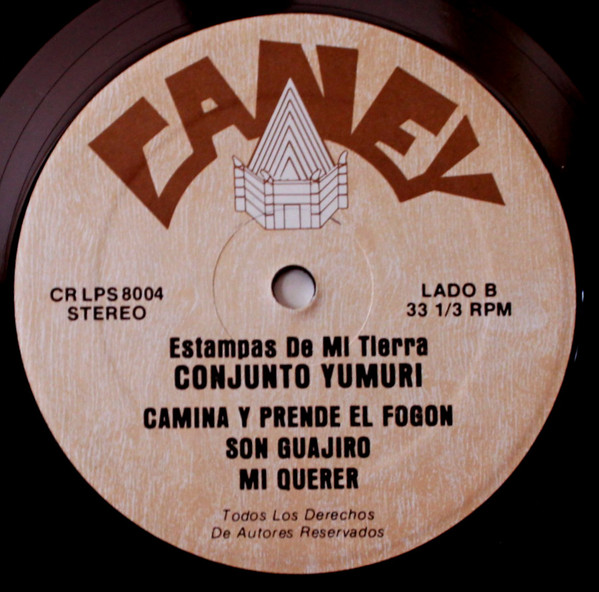 CANEY
CR LPS 8004
STEREO
LADO B
33 1/3 RPM
Estampas De Mi Tierra
CONJUNTO YUMURI
CAMINA Y PRENDE EL FOGON
SON GUAJIRO
MI QUERER
Todos Los Derechos
De Autores Reservados